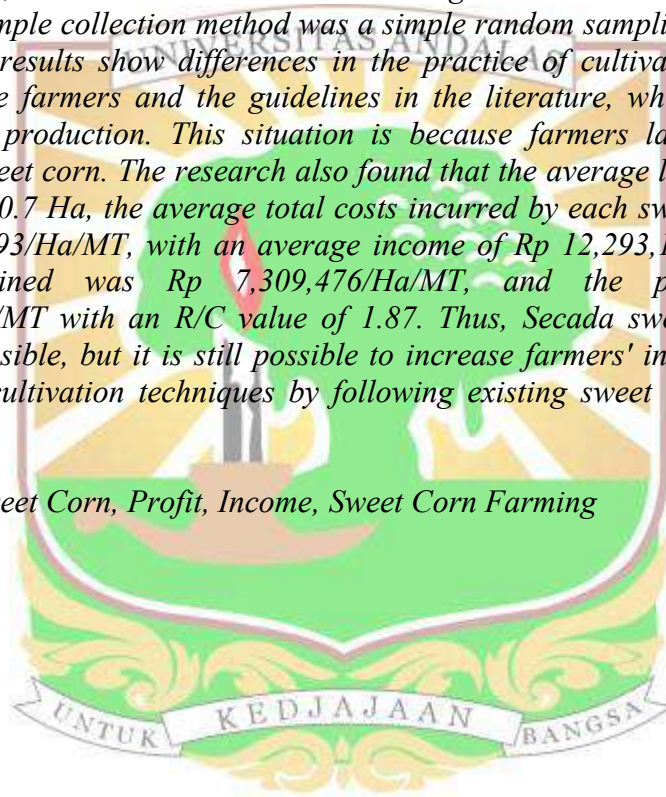 mple collection method was a simple random samplin
UNIVERSITAS ANDALAS
results show differences in the practice of cultiva
e farmers and the guidelines in the literature, wh
production. This situation is because farmers la
eet corn. The research also found that the average l
0.7 Ha, the average total costs incurred by each sw
93/Ha/MT, with an average income of Rp 12,293,1
ined was Rp 7,309,476/Ha/MT, and the p
/MT with an R/C value of 1.87. Thus, Secada swe
sible, but it is still possible to increase farmers' in
cultivation techniques by following existing sweet
eet Corn, Profit, Income, Sweet Corn Farming
UNTUK KEDJAJAAN BANGSA